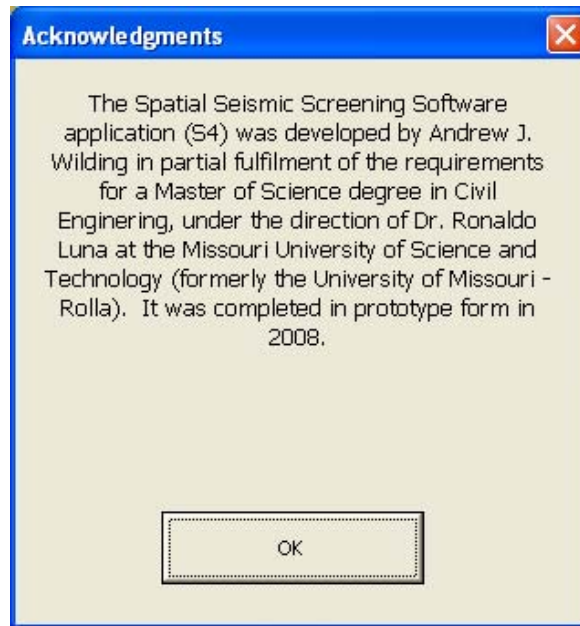 Acknowledgments
The Spatial Seismic Screening Software
application (S4) was developed by Andrew J.
Wilding in partial fulfilment of the requirements
for a Master of Science degree in Civil
Enginering, under the direction of Dr. Ronaldo
Luna at the Missouri University of Science and
Technology (formerly the University of Missouri -
Rolla).  It was completed in prototype form in
2008.
OK